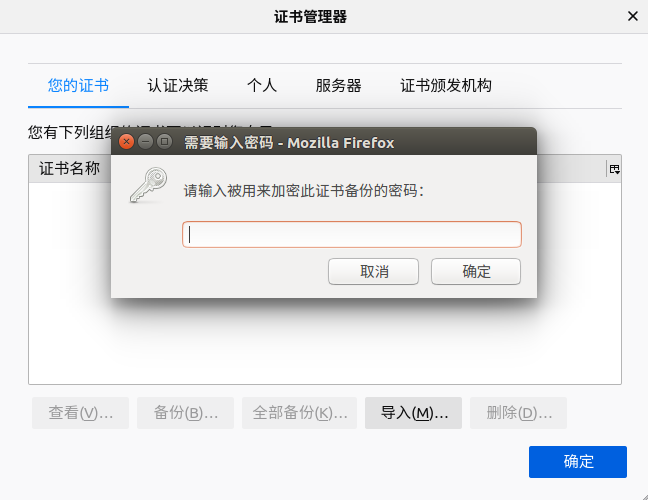 证书管理器
您的证书 认证决策 个人 服务器 证书颁发机构
您有下列组织
需要输入密码 - Mozilla Firefox
证书名称
请输入被用来加密此证书备份的密码：
取消 确定
查看(V)... 备份(B)... 全部备份(K)... 导入(M)... 删除(D)...
确定